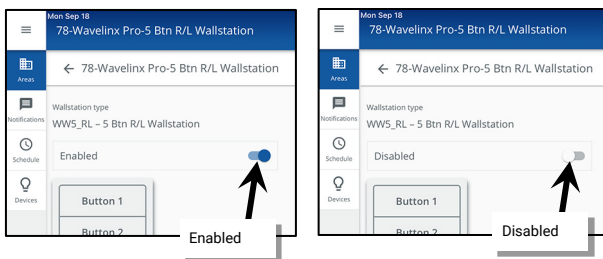 Mon Sep 18
78-Wavelinx Pro-5 Btn R/L Wallstation
Areas
← 78-Wavelinx Pro-5 Btn R/L Wallstation
Notifications
Wallstation type
WW5_RL – 5 Btn R/L Wallstation
Schedule
Enabled
Devices
Button 1
Button 2
Enabled
Mon Sep 18
78-Wavelinx Pro-5 Btn R/L Wallstation
Areas
← 78-Wavelinx Pro-5 Btn R/L Wallstation
Notifications
Wallstation type
WW5_RL – 5 Btn R/L Wallstation
Schedule
Disabled
Devices
Button 1
Button 2
Disabled